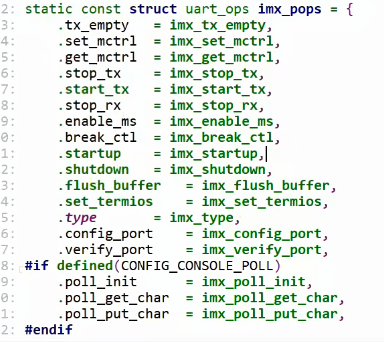 2: static const struct uart_ops imx_pops = {
3: .tx_empty = imx_tx_empty,
4: .set_mctrl = imx_set_mctrl,
5: .get_mctrl = imx_get_mctrl,
6: .stop_tx = imx_stop_tx,
7: .start_tx = imx_start_tx,
8: .stop_rx = imx_stop_rx,
9: .enable_ms = imx_enable_ms,
0: .break_ctl = imx_break_ctl,
1: .startup = imx_startup,
2: .shutdown = imx_shutdown,
3: .flush_buffer = imx_flush_buffer,
4: .set_termios = imx_set_termios,
5: .type = imx_type,
6: .config_port = imx_config_port,
7: .verify_port = imx_verify_port,
8: #if defined(CONFIG_CONSOLE_POLL)
9: .poll_init = imx_poll_init,
0: .poll_get_char = imx_poll_get_char,
1: .poll_put_char = imx_poll_put_char,
2: #endif